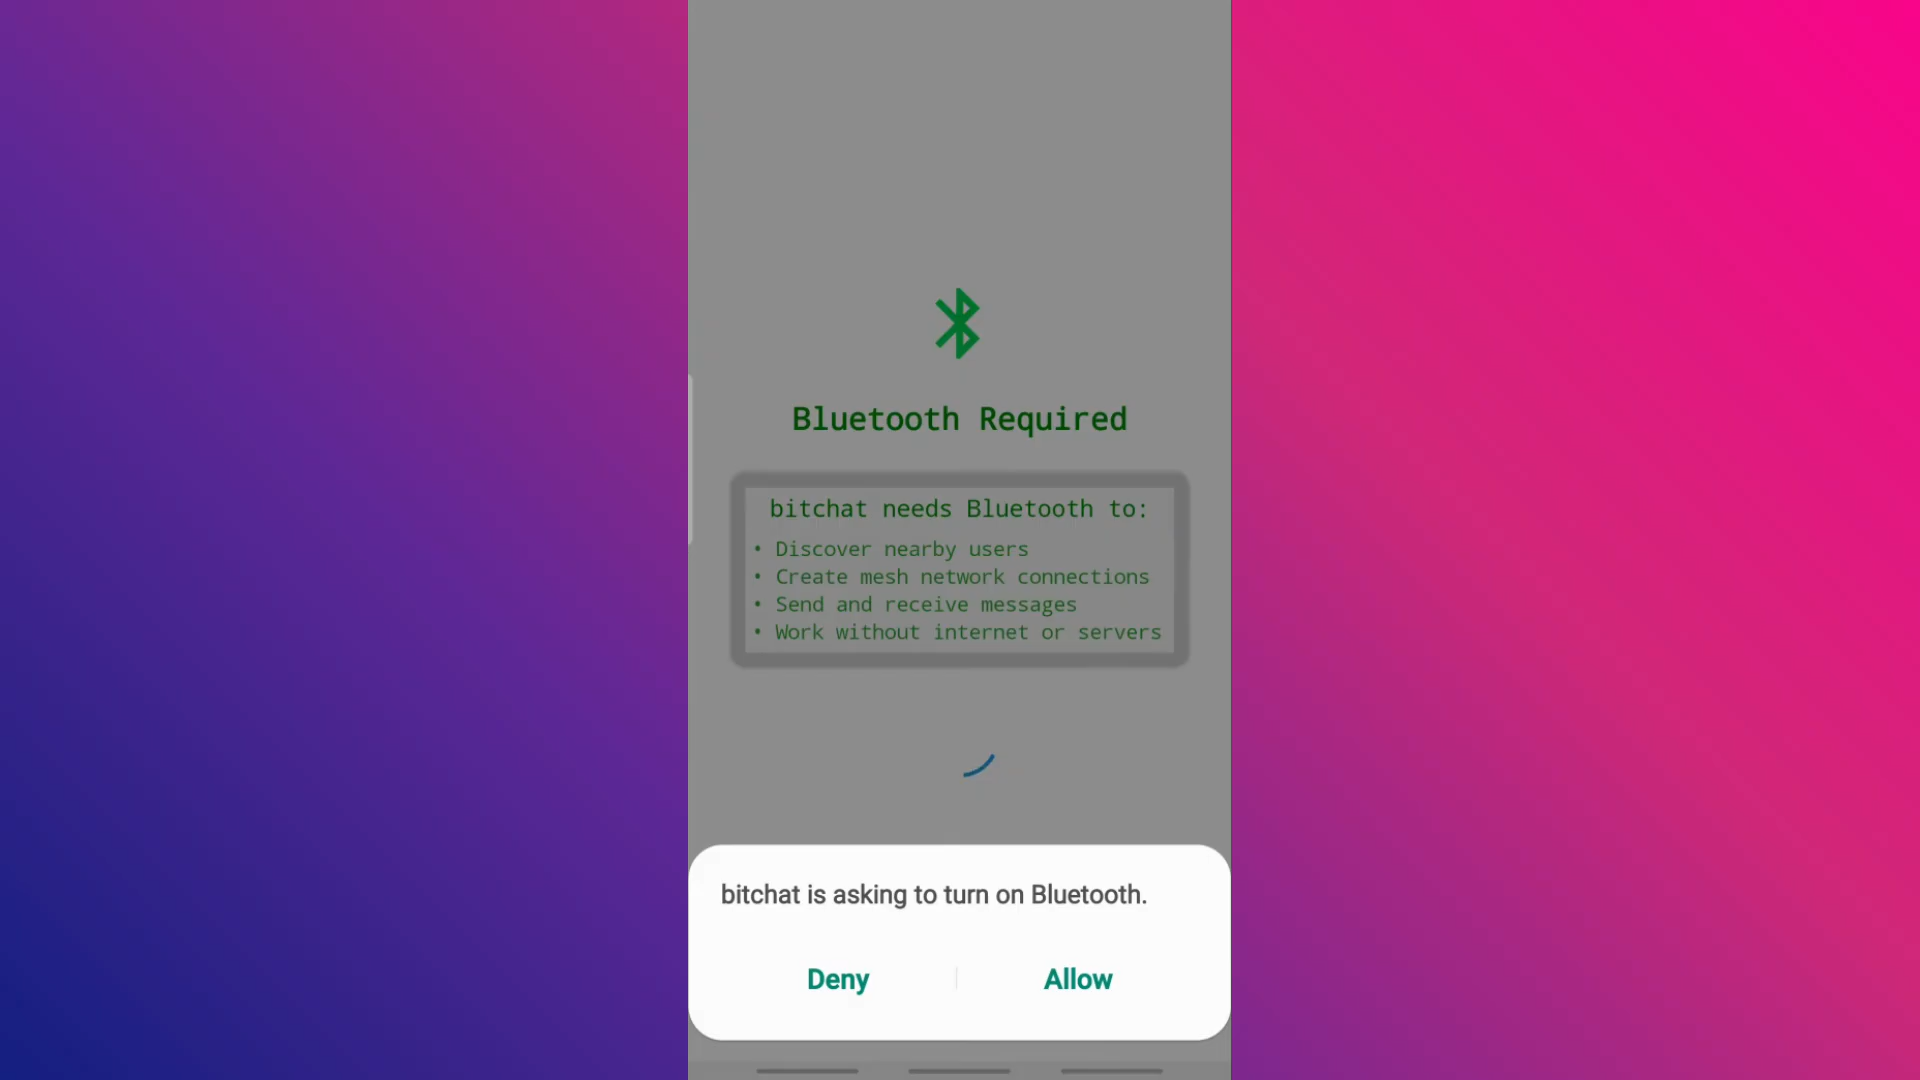 Bluetooth Required
bitchat needs Bluetooth to:
• Discover nearby users
• Create mesh network connections
• Send and receive messages
• Work without internet or servers
bitchat is asking to turn on Bluetooth.
Deny
Allow